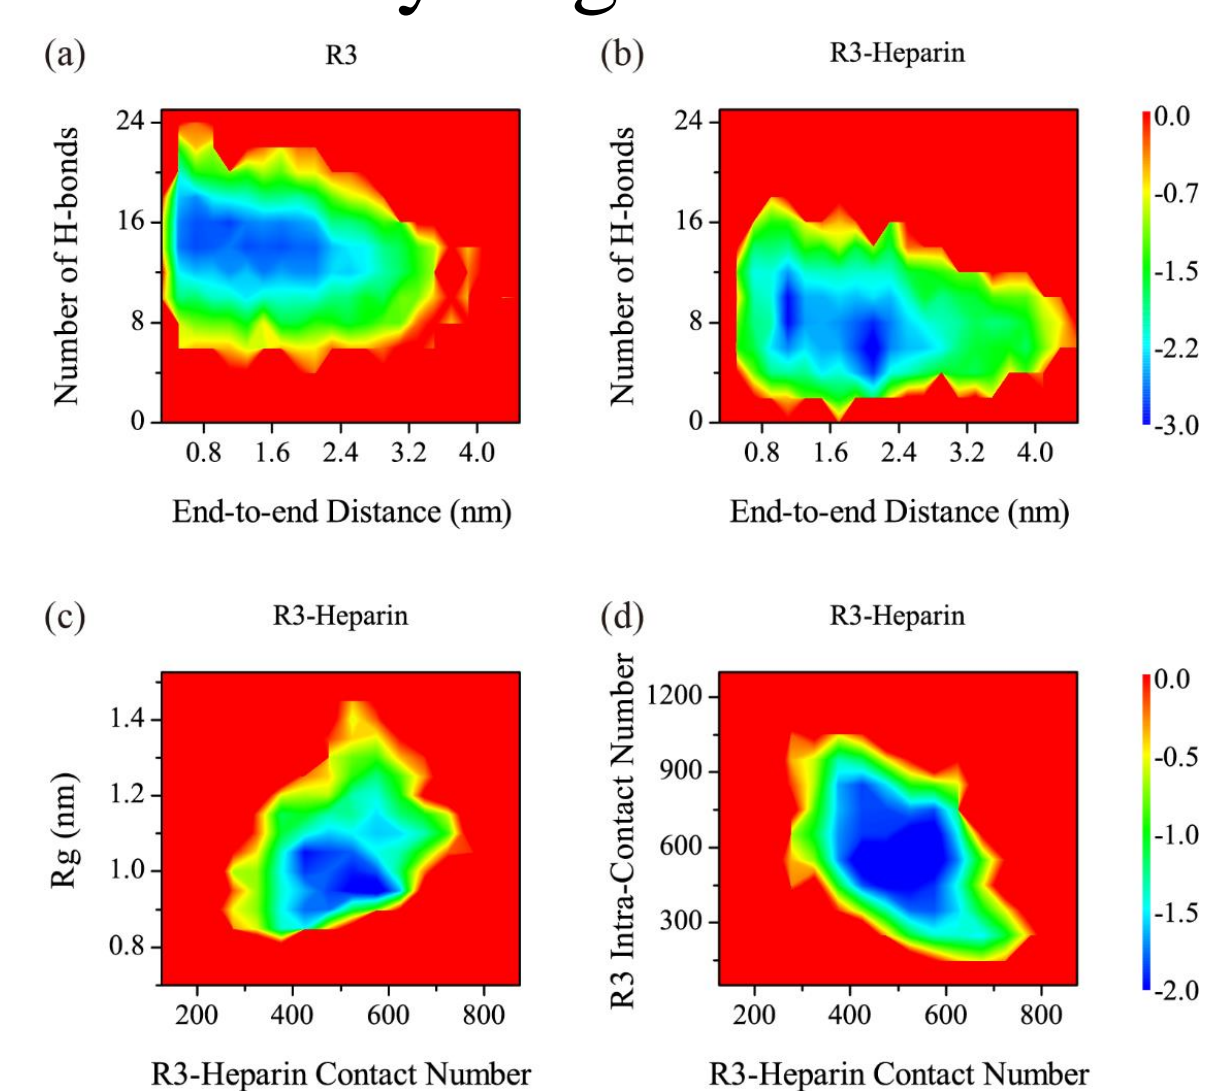 (a)
R3
Number of H-bonds
24
16
8
0
0.8 1.6 2.4 3.2 4.0
End-to-end Distance (nm)
(b)
R3-Heparin
Number of H-bonds
24
16
8
0
0.8 1.6 2.4 3.2 4.0
End-to-end Distance (nm)
0.0
-0.7
-1.5
-2.2
-3.0
(c)
R3-Heparin
Rg (nm)
1.4
1.2
1.0
0.8
200 400 600 800
R3-Heparin Contact Number
(d)
R3-Heparin
R3 Intra-Contact Number
1200
900
600
300
200 400 600 800
R3-Heparin Contact Number
0.0
-0.5
-1.0
-1.5
-2.0